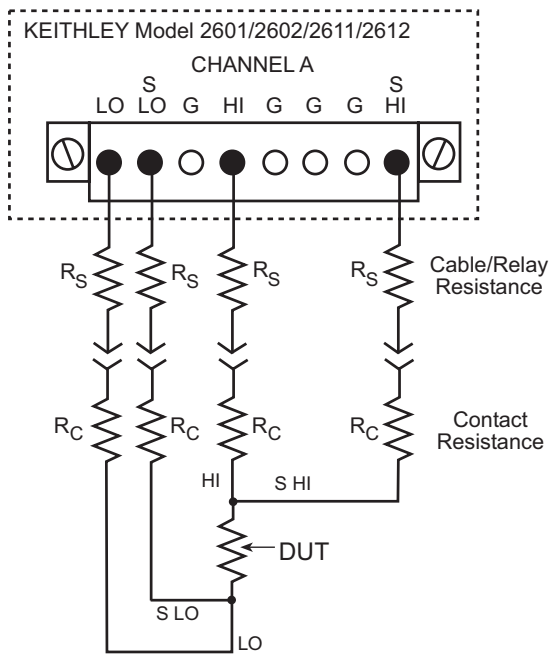 KEITHLEY Model 2601/2602/2611/2612
CHANNEL A
S S
LO LO G HI G G G HI
RS RS RS RS Cable/Relay
Resistance
RC RC RC RC Contact
Resistance
HI S HI
DUT
S LO
LO